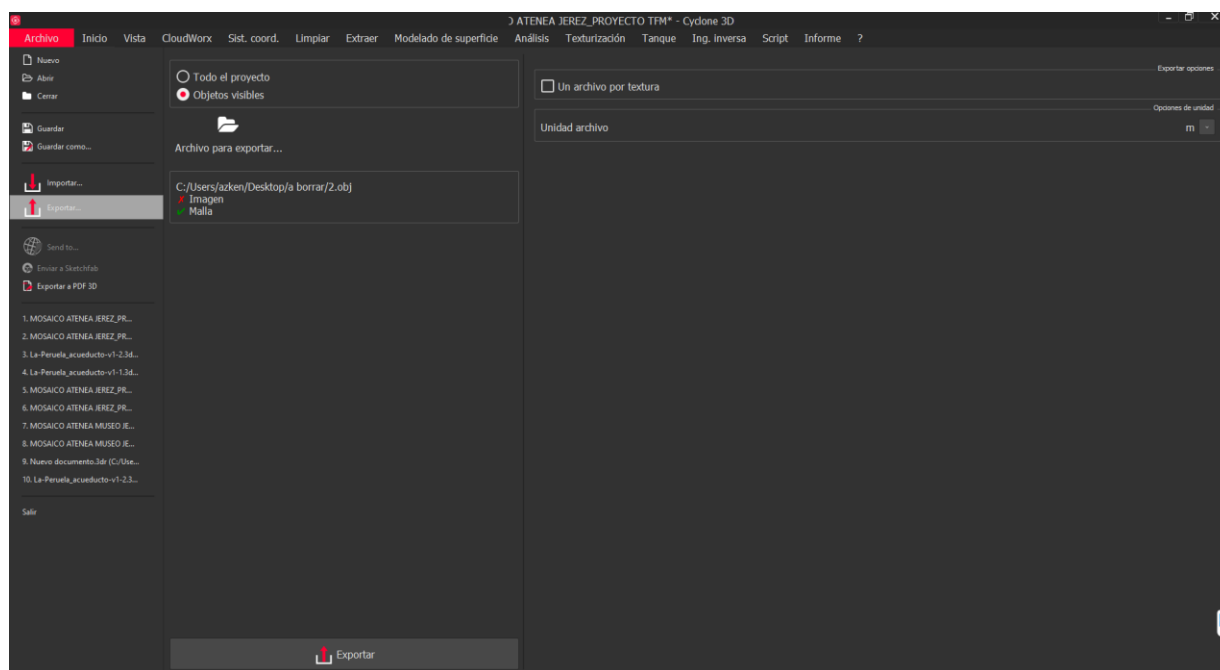 O ATENEA JEREZ_PROYECTO TFM* - Cyclone 3D
Archivo Inicio Vista CloudWorx Sist. coord. Limpiar Extraer Modelado de superficie Análisis Texturización Tanque Ing. inversa Script Informe ?
Nuevo
Abrir
Cerrar
Guardar
Guardar como...
Importar...
Exportar...
Send to...
Enviar a Sketchfab
Exportar a PDF 3D
1. MOSAICO ATENEA JEREZ_PR...
2. MOSAICO ATENEA JEREZ_PR...
3. La-Peruela_acueducto-v1-2.3d...
4. La-Peruela_acueducto-v1-1.3d...
5. MOSAICO ATENEA JEREZ_PR...
6. MOSAICO ATENEA JEREZ_PR...
7. MOSAICO ATENEA MUSEO JE...
8. MOSAICO ATENEA MUSEO JE...
9. Nuevo documento.3dr (C:/Use...
10. La-Peruela_acueducto-v1-2.3...
Salir
Todo el proyecto
Objetos visibles
Archivo para exportar...
C:/Users/azken/Desktop/a borrar/2.obj
Imagen
Malla
Exportar
Exportar opciones
Un archivo por textura
Opciones de unidad
Unidad archivo m